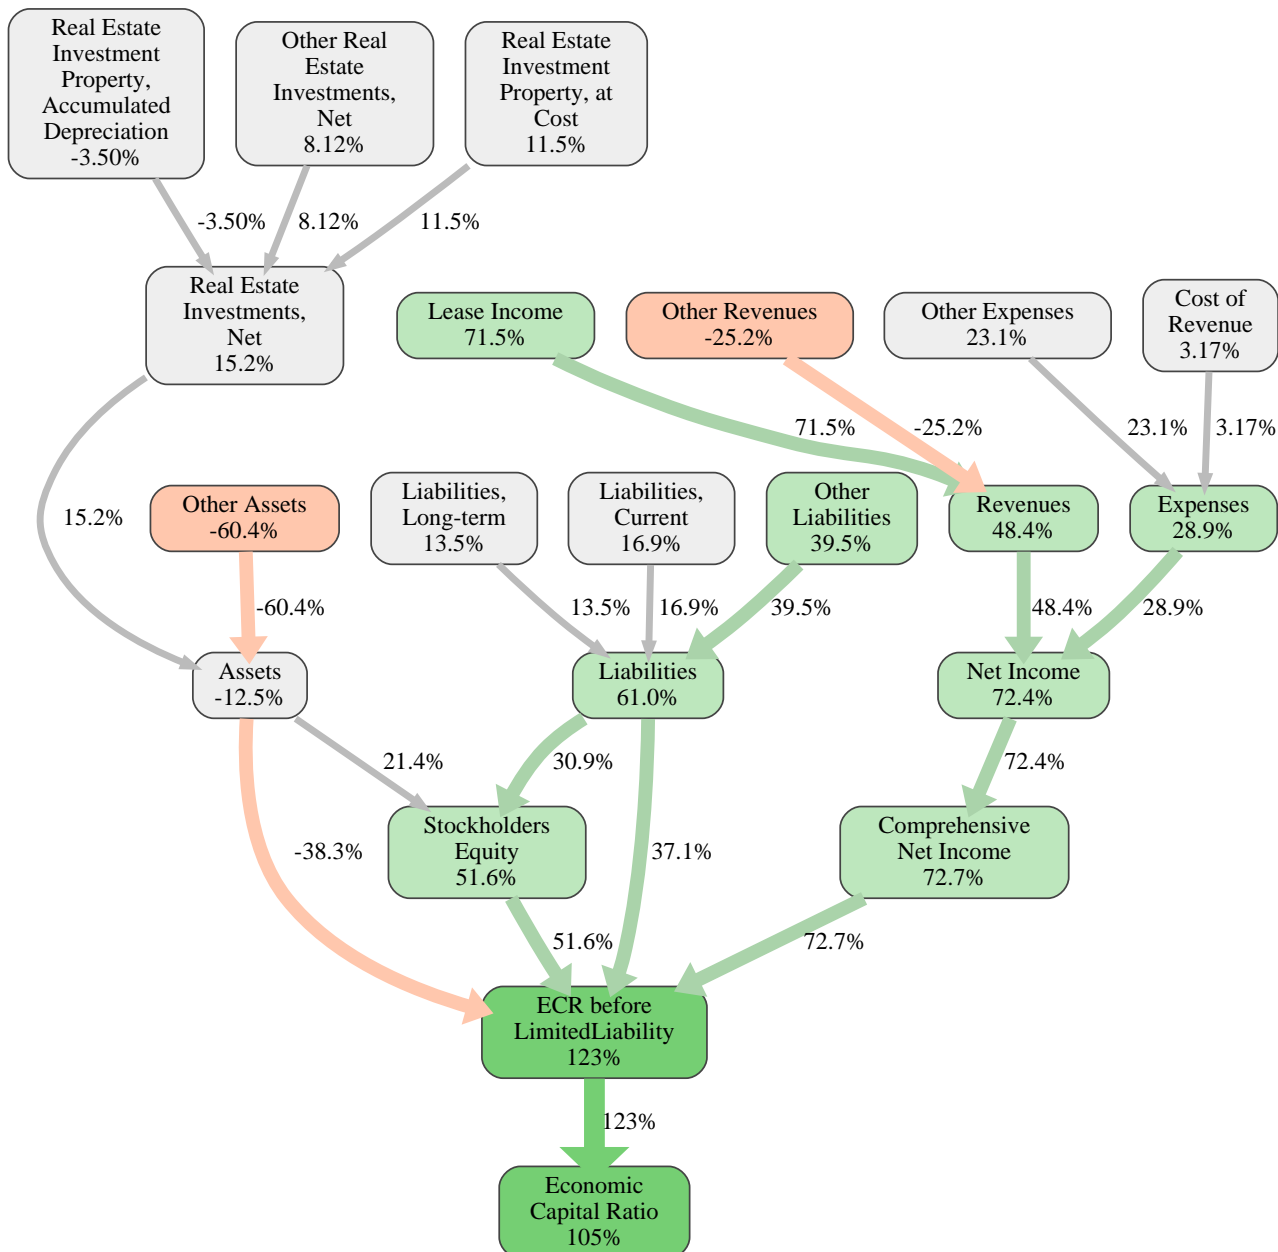 Real Estate
Investment
Property,
Accumulated
Depreciation
-3.50%
Other Real
Estate
Investments,
Net
8.12%
Real Estate
Investment
Property, at
Cost
11.5%
-3.50%
8.12%
11.5%
Real Estate
Investments,
Net
15.2%
Lease Income
71.5%
Other Revenues
-25.2%
Other Expenses
23.1%
Cost of
Revenue
3.17%
71.5%
-25.2%
23.1%
3.17%
15.2%
Other Assets
-60.4%
Liabilities,
Long-term
13.5%
Liabilities,
Current
16.9%
Other
Liabilities
39.5%
Revenues
48.4%
Expenses
28.9%
-60.4%
13.5%
16.9%
39.5%
48.4%
28.9%
Assets
-12.5%
Liabilities
61.0%
Net Income
72.4%
21.4%
30.9%
72.4%
-38.3%
Stockholders
Equity
51.6%
37.1%
Comprehensive
Net Income
72.7%
51.6%
72.7%
ECR before
LimitedLiability
123%
123%
Economic
Capital Ratio
105%